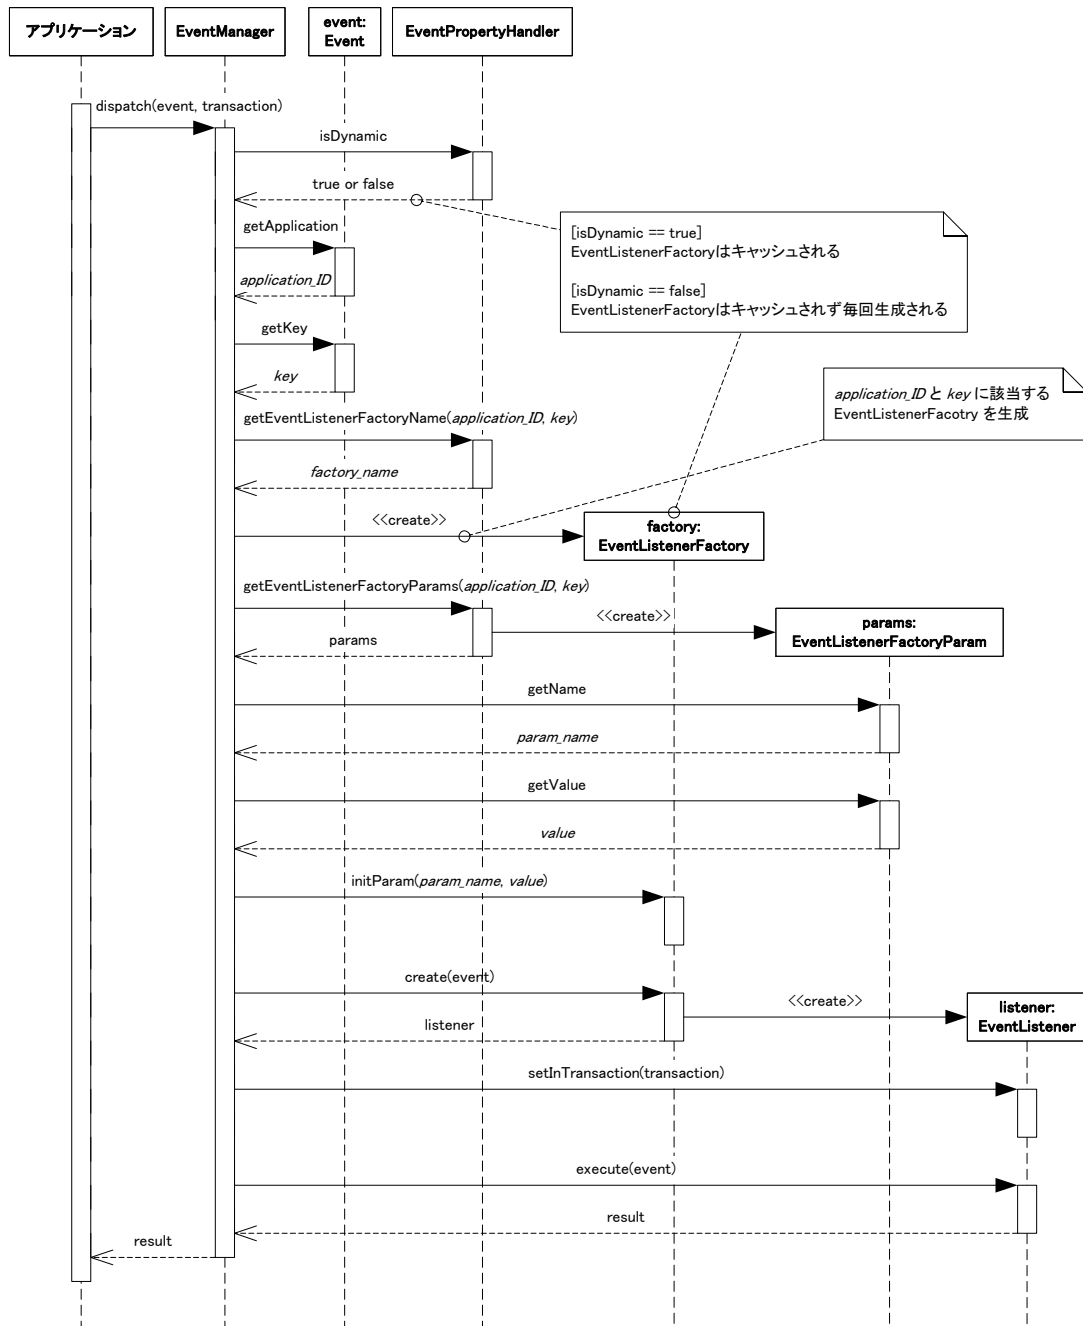 アプリケーション
EventManager
event:
Event
EventPropertyHandler
dispatch(event, transaction)
isDynamic
true or false
[isDynamic == true]
EventListenerFactoryはキャッシュされる
[isDynamic == false]
EventListenerFactoryはキャッシュされず毎回生成される
getApplication
application_ID
getKey
key
application_ID と key に該当する
EventListenerFacotry を生成
getEventListenerFactoryName(application_ID, key)
factory_name
<<create>>
factory:
EventListenerFactory
getEventListenerFactoryParams(application_ID, key)
<<create>>
params:
EventListenerFactoryParam
params
getName
param_name
getValue
value
initParam(param_name, value)
create(event)
<<create>>
listener:
EventListener
listener
setInTransaction(transaction)
execute(event)
result
result